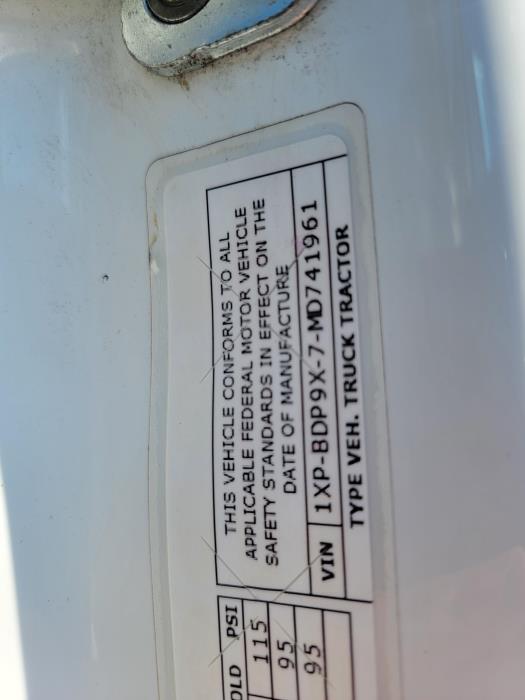 THIS VEHICLE CONFORMS TO ALL
APPLICABLE FEDERAL MOTOR VEHICLE
SAFETY STANDARDS IN EFFECT ON THE
DATE OF MANUFACTURE
VIN 1XP-BDP9X-7-MD741961
TYPE VEH. TRUCK TRACTOR
OLD PSI
115
95
95